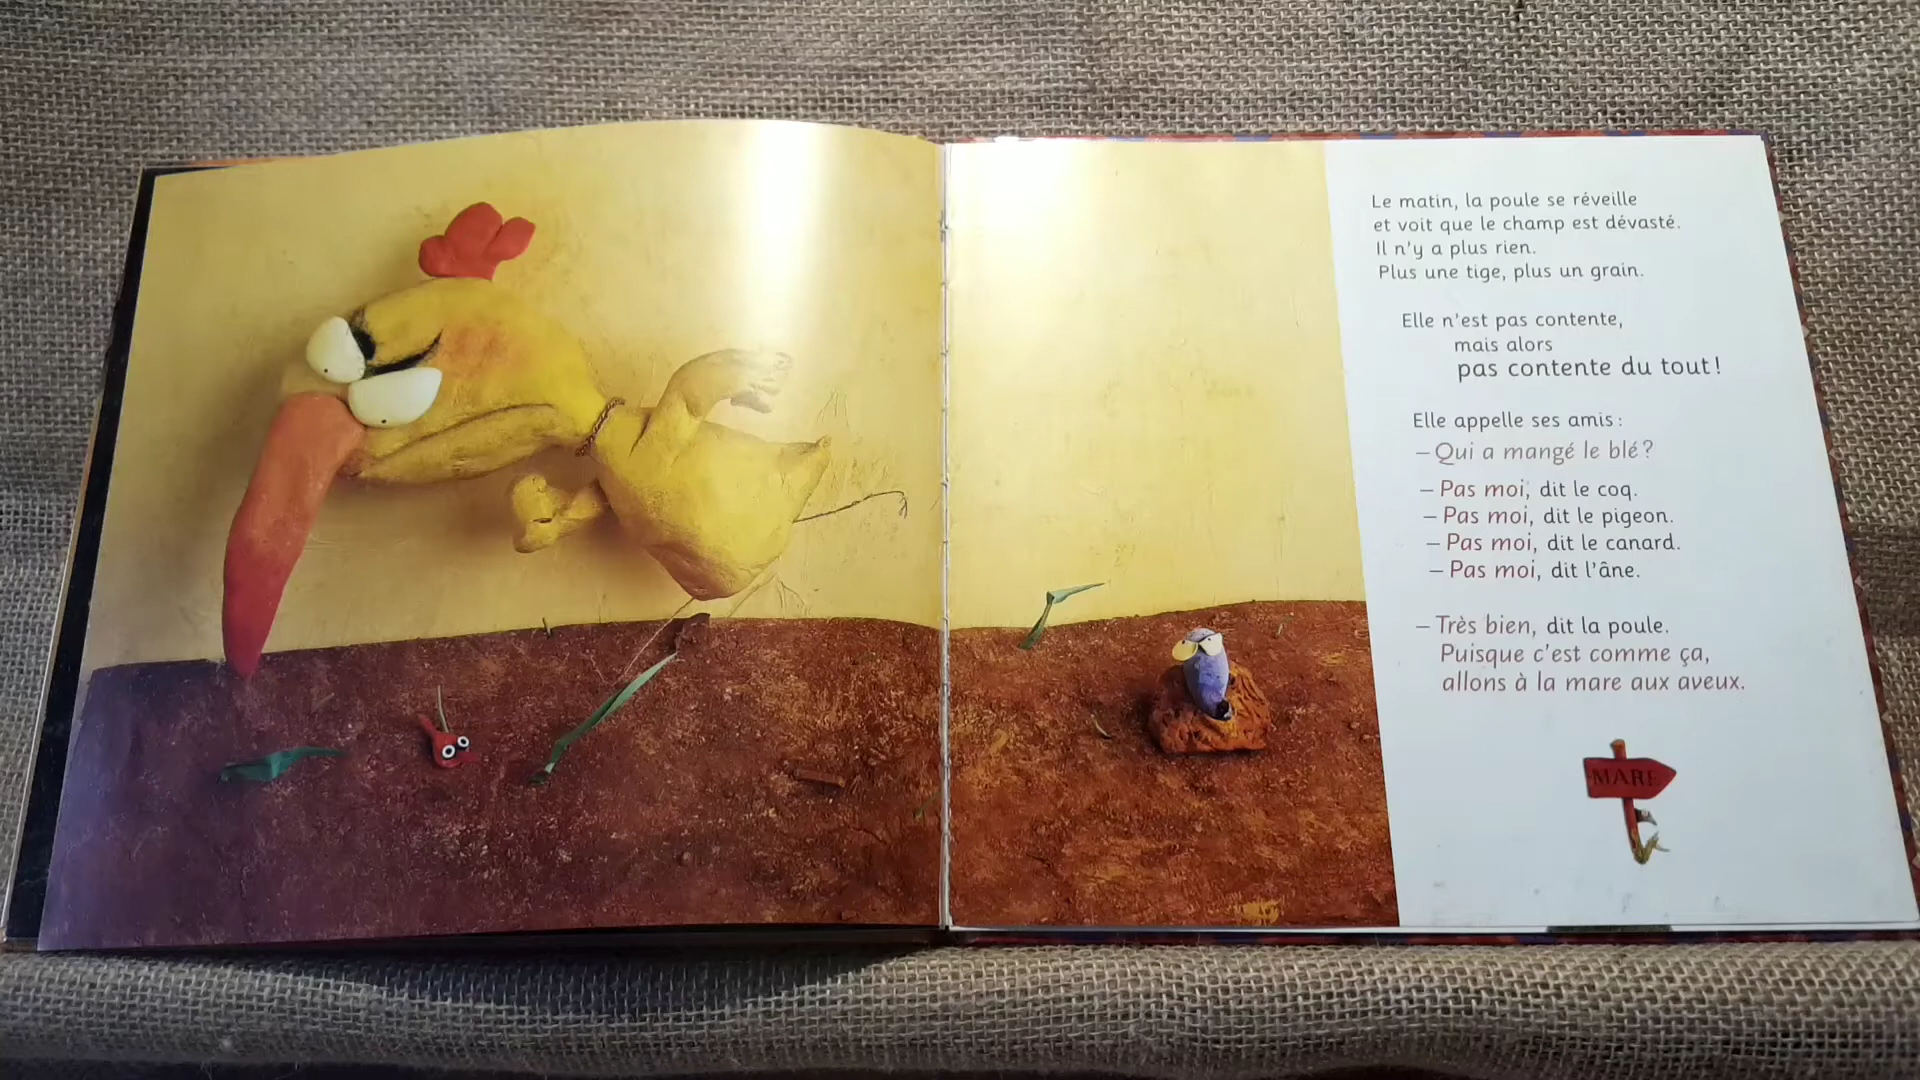 Le matin, la poule se réveille
et voit que le champ est dévasté.
Il n'y a plus rien.
Plus une tige, plus un grain.
Elle n'est pas contente,
mais alors
pas contente du tout !
Elle appelle ses amis :
– Qui a mangé le blé ?
– Pas moi, dit le coq.
– Pas moi, dit le pigeon.
– Pas moi, dit le canard.
– Pas moi, dit l'âne.
– Très bien, dit la poule.
Puisque c'est comme ça,
allons à la mare aux aveux.
MARE